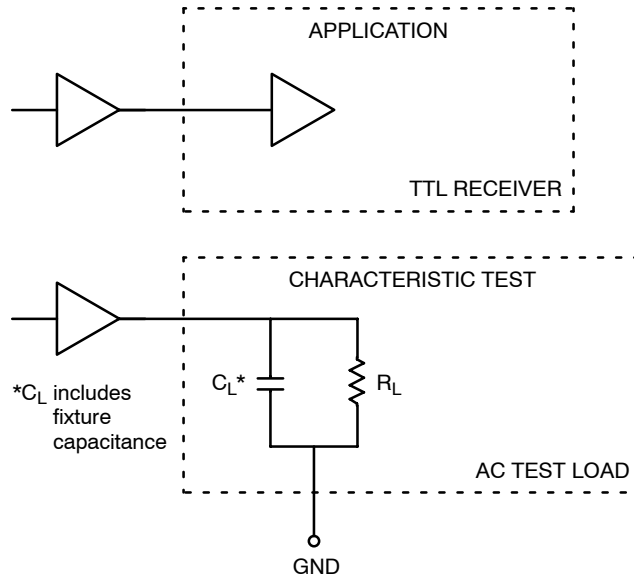 APPLICATION
TTL RECEIVER
CHARACTERISTIC TEST
*CL includes
fixture
capacitance
CL*
RL
AC TEST LOAD
GND